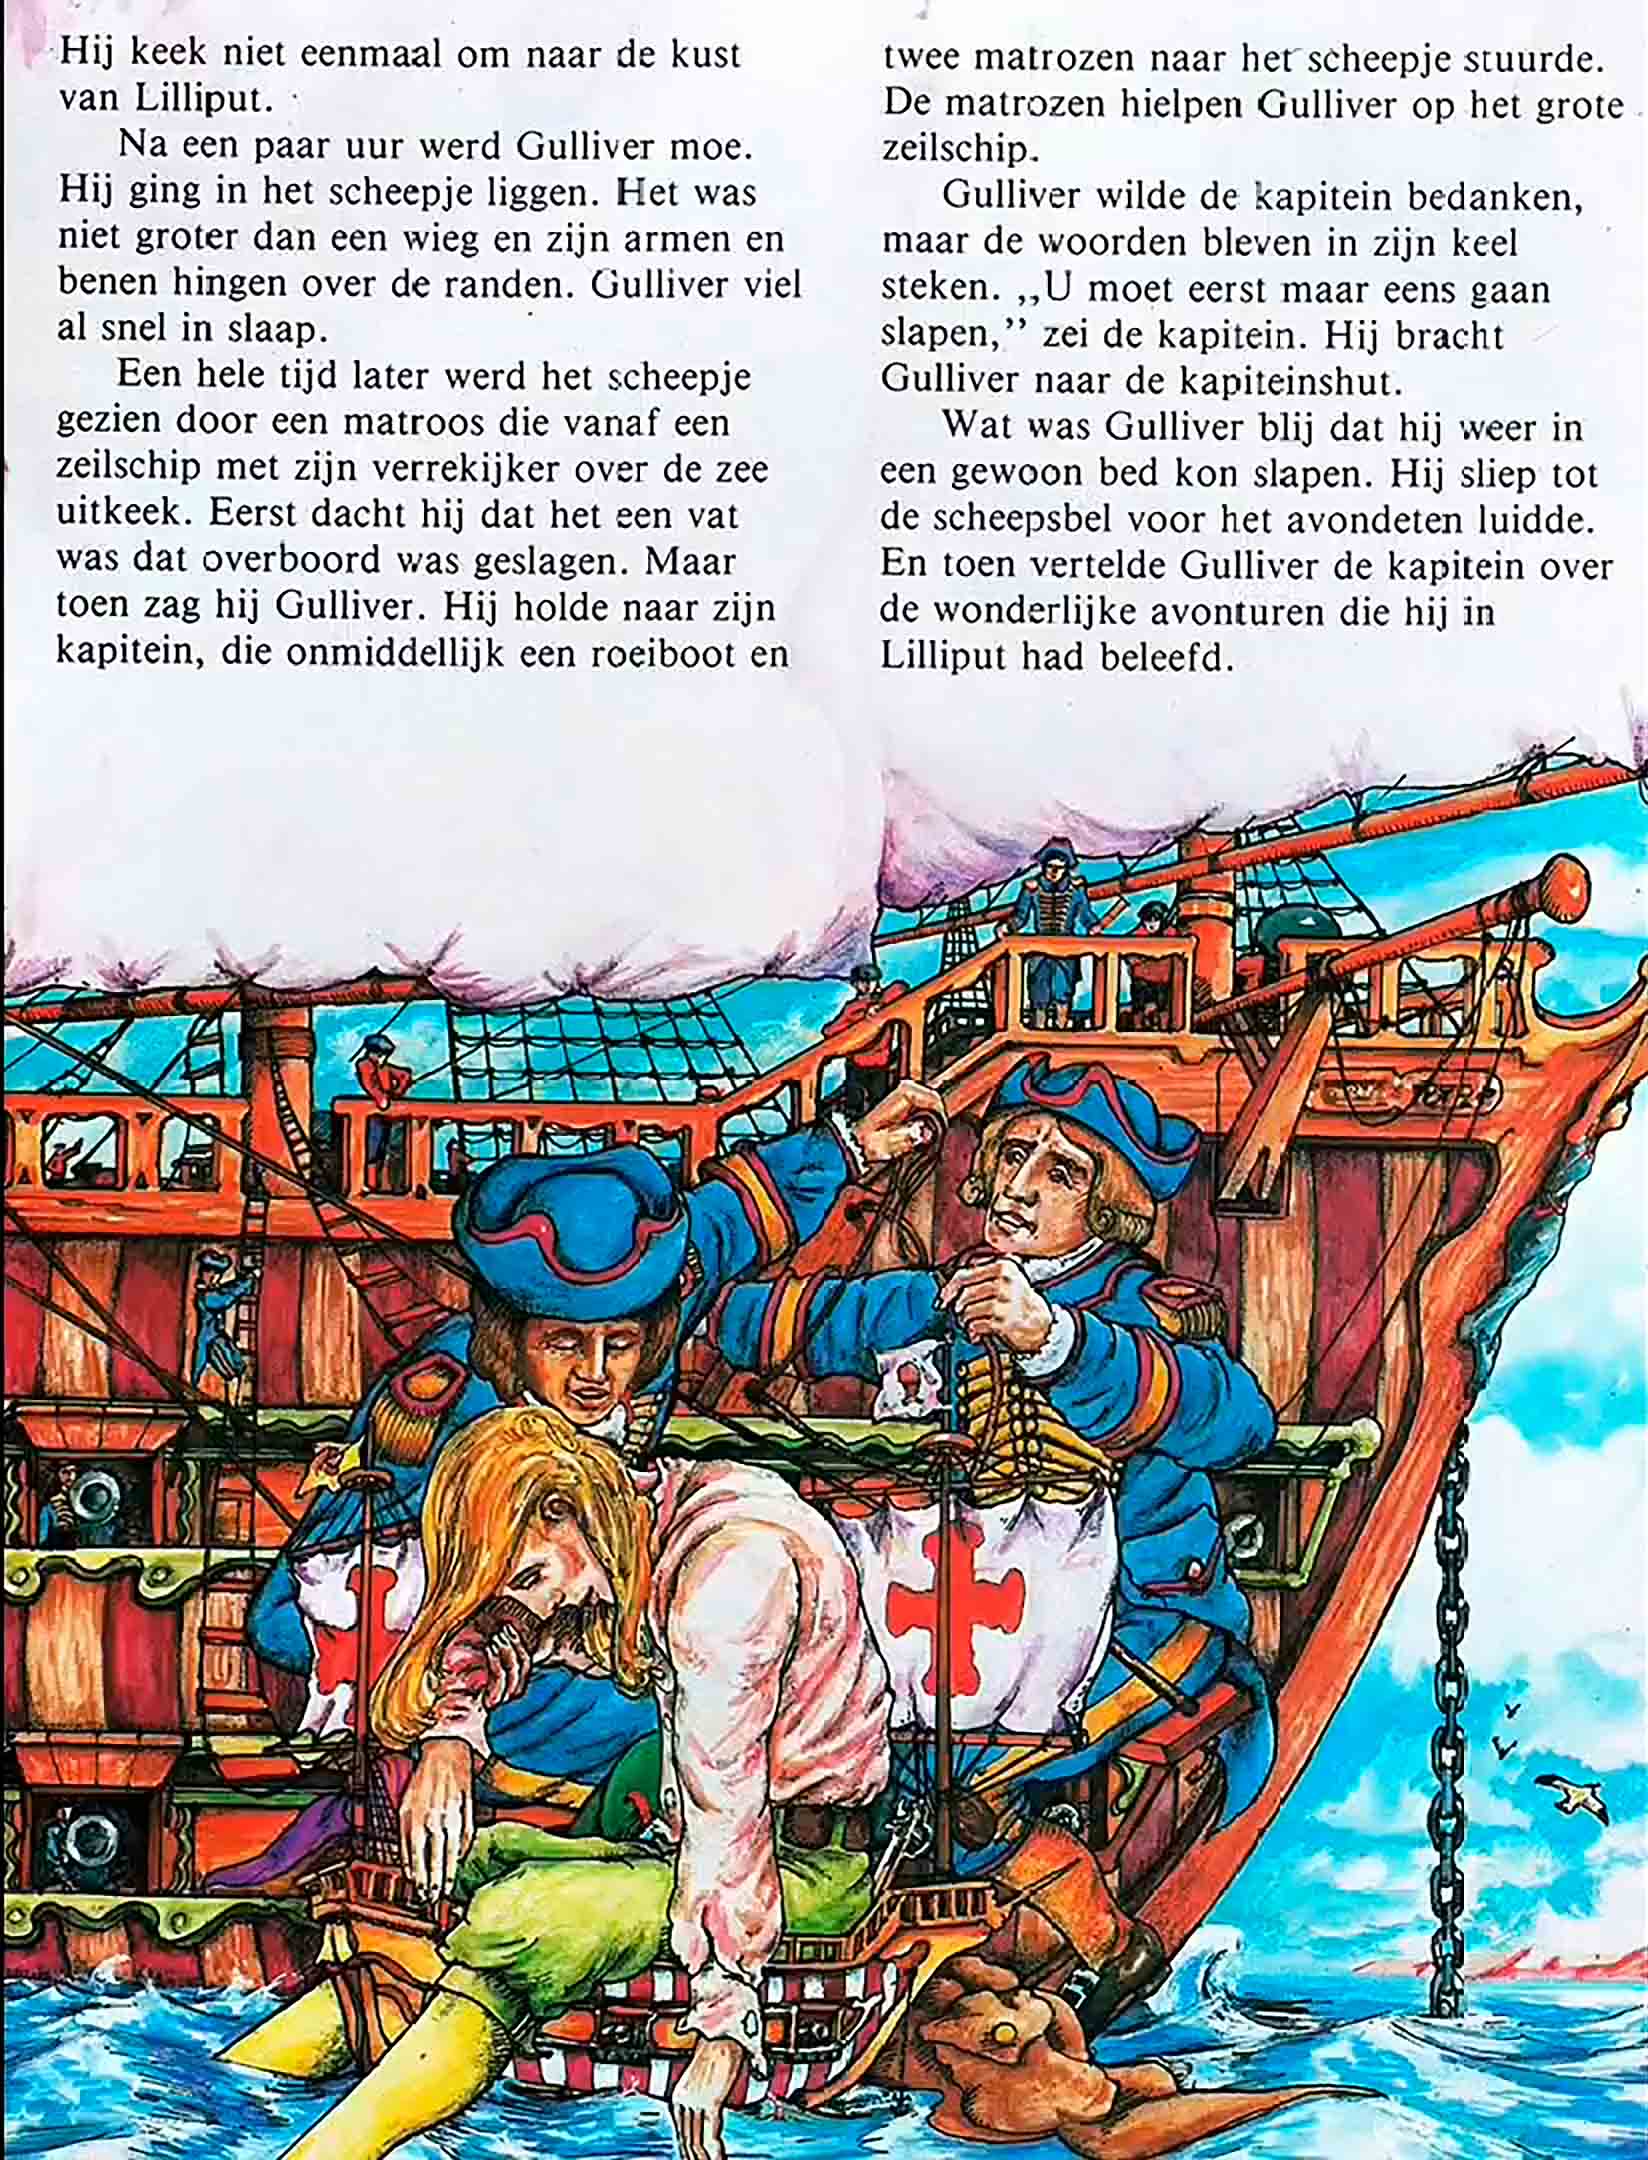 Hij keek niet eenmaal om naar de kust
van Lilliput.
Na een paar uur werd Gulliver moe.
Hij ging in het scheepje liggen. Het was
niet groter dan een wieg en zijn armen en
benen hingen over de randen. Gulliver viel
al snel in slaap.
Een hele tijd later werd het scheepje
gezien door een matroos die vanaf een
zeilschip met zijn verrekijker over de zee
uitkeek. Eerst dacht hij dat het een vat
was dat overboord was geslagen. Maar
toen zag hij Gulliver. Hij holde naar zijn
kapitein, die onmiddellijk een roeiboot en
twee matrozen naar het scheepje stuurde.
De matrozen hielpen Gulliver op het grote
zeilschip.
Gulliver wilde de kapitein bedanken,
maar de woorden bleven in zijn keel
steken. ,,U moet eerst maar eens gaan
slapen,” zei de kapitein. Hij bracht
Gulliver naar de kapiteinshut.
Wat was Gulliver blij dat hij weer in
een gewoon bed kon slapen. Hij sliep tot
de scheepsbel voor het avondeten luidde.
En toen vertelde Gulliver de kapitein over
de wonderlijke avonturen die hij in
Lilliput had beleefd.